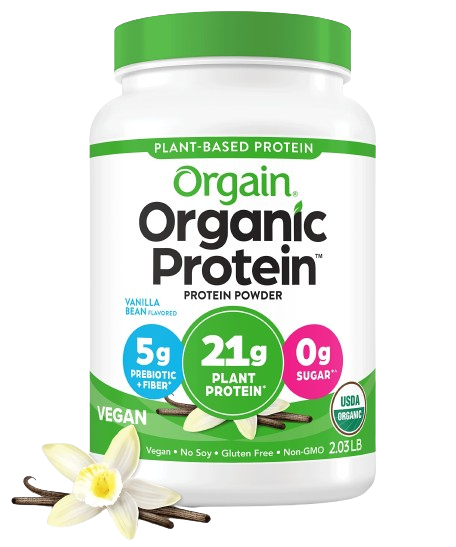 PLANT-BASED PROTEIN
Orgain®
Organic
Protein™
PROTEIN POWDER
VANILLA
BEAN FLAVORED
5g
PREBIOTIC
+ FIBER*
21g
PLANT
PROTEIN*
0g
SUGAR*^
USDA
ORGANIC
VEGAN
Vegan • No Soy • Gluten Free • Non-GMO
2.03 LB